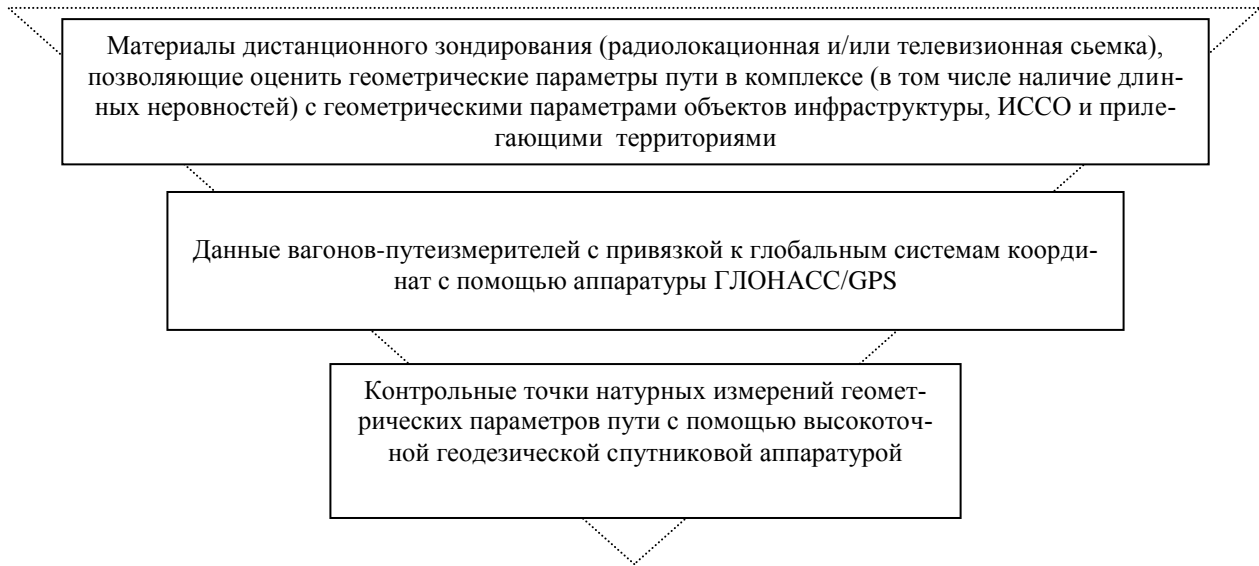 Материалы дистанционного зондирования (радиолокационная и/или телевизионная сьемка),
позволяющие оценить геометрические параметры пути в комплексе (в том числе наличие длин-
нных неровностей) с геометрическими параметрами объектов инфраструктуры, ИССО и приле-
гающими территориями
Данные вагонов-путеизмерителей с привязкой к глобальным системам коорди-
нат с помощью аппаратуры ГЛОНАСС/GPS
Контрольные точки натурных измерений геомет-
рических параметров пути с помощью высокоточ-
ной геодезической спутниковой аппаратурой